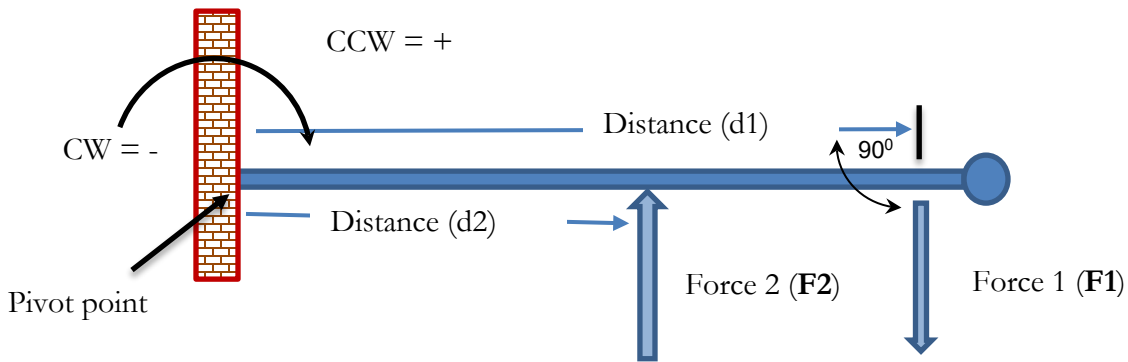 CCW = +
CW = -
Distance (d1)
90⁰
Distance (d2)
Pivot point
Force 2 (F2)
Force 1 (F1)